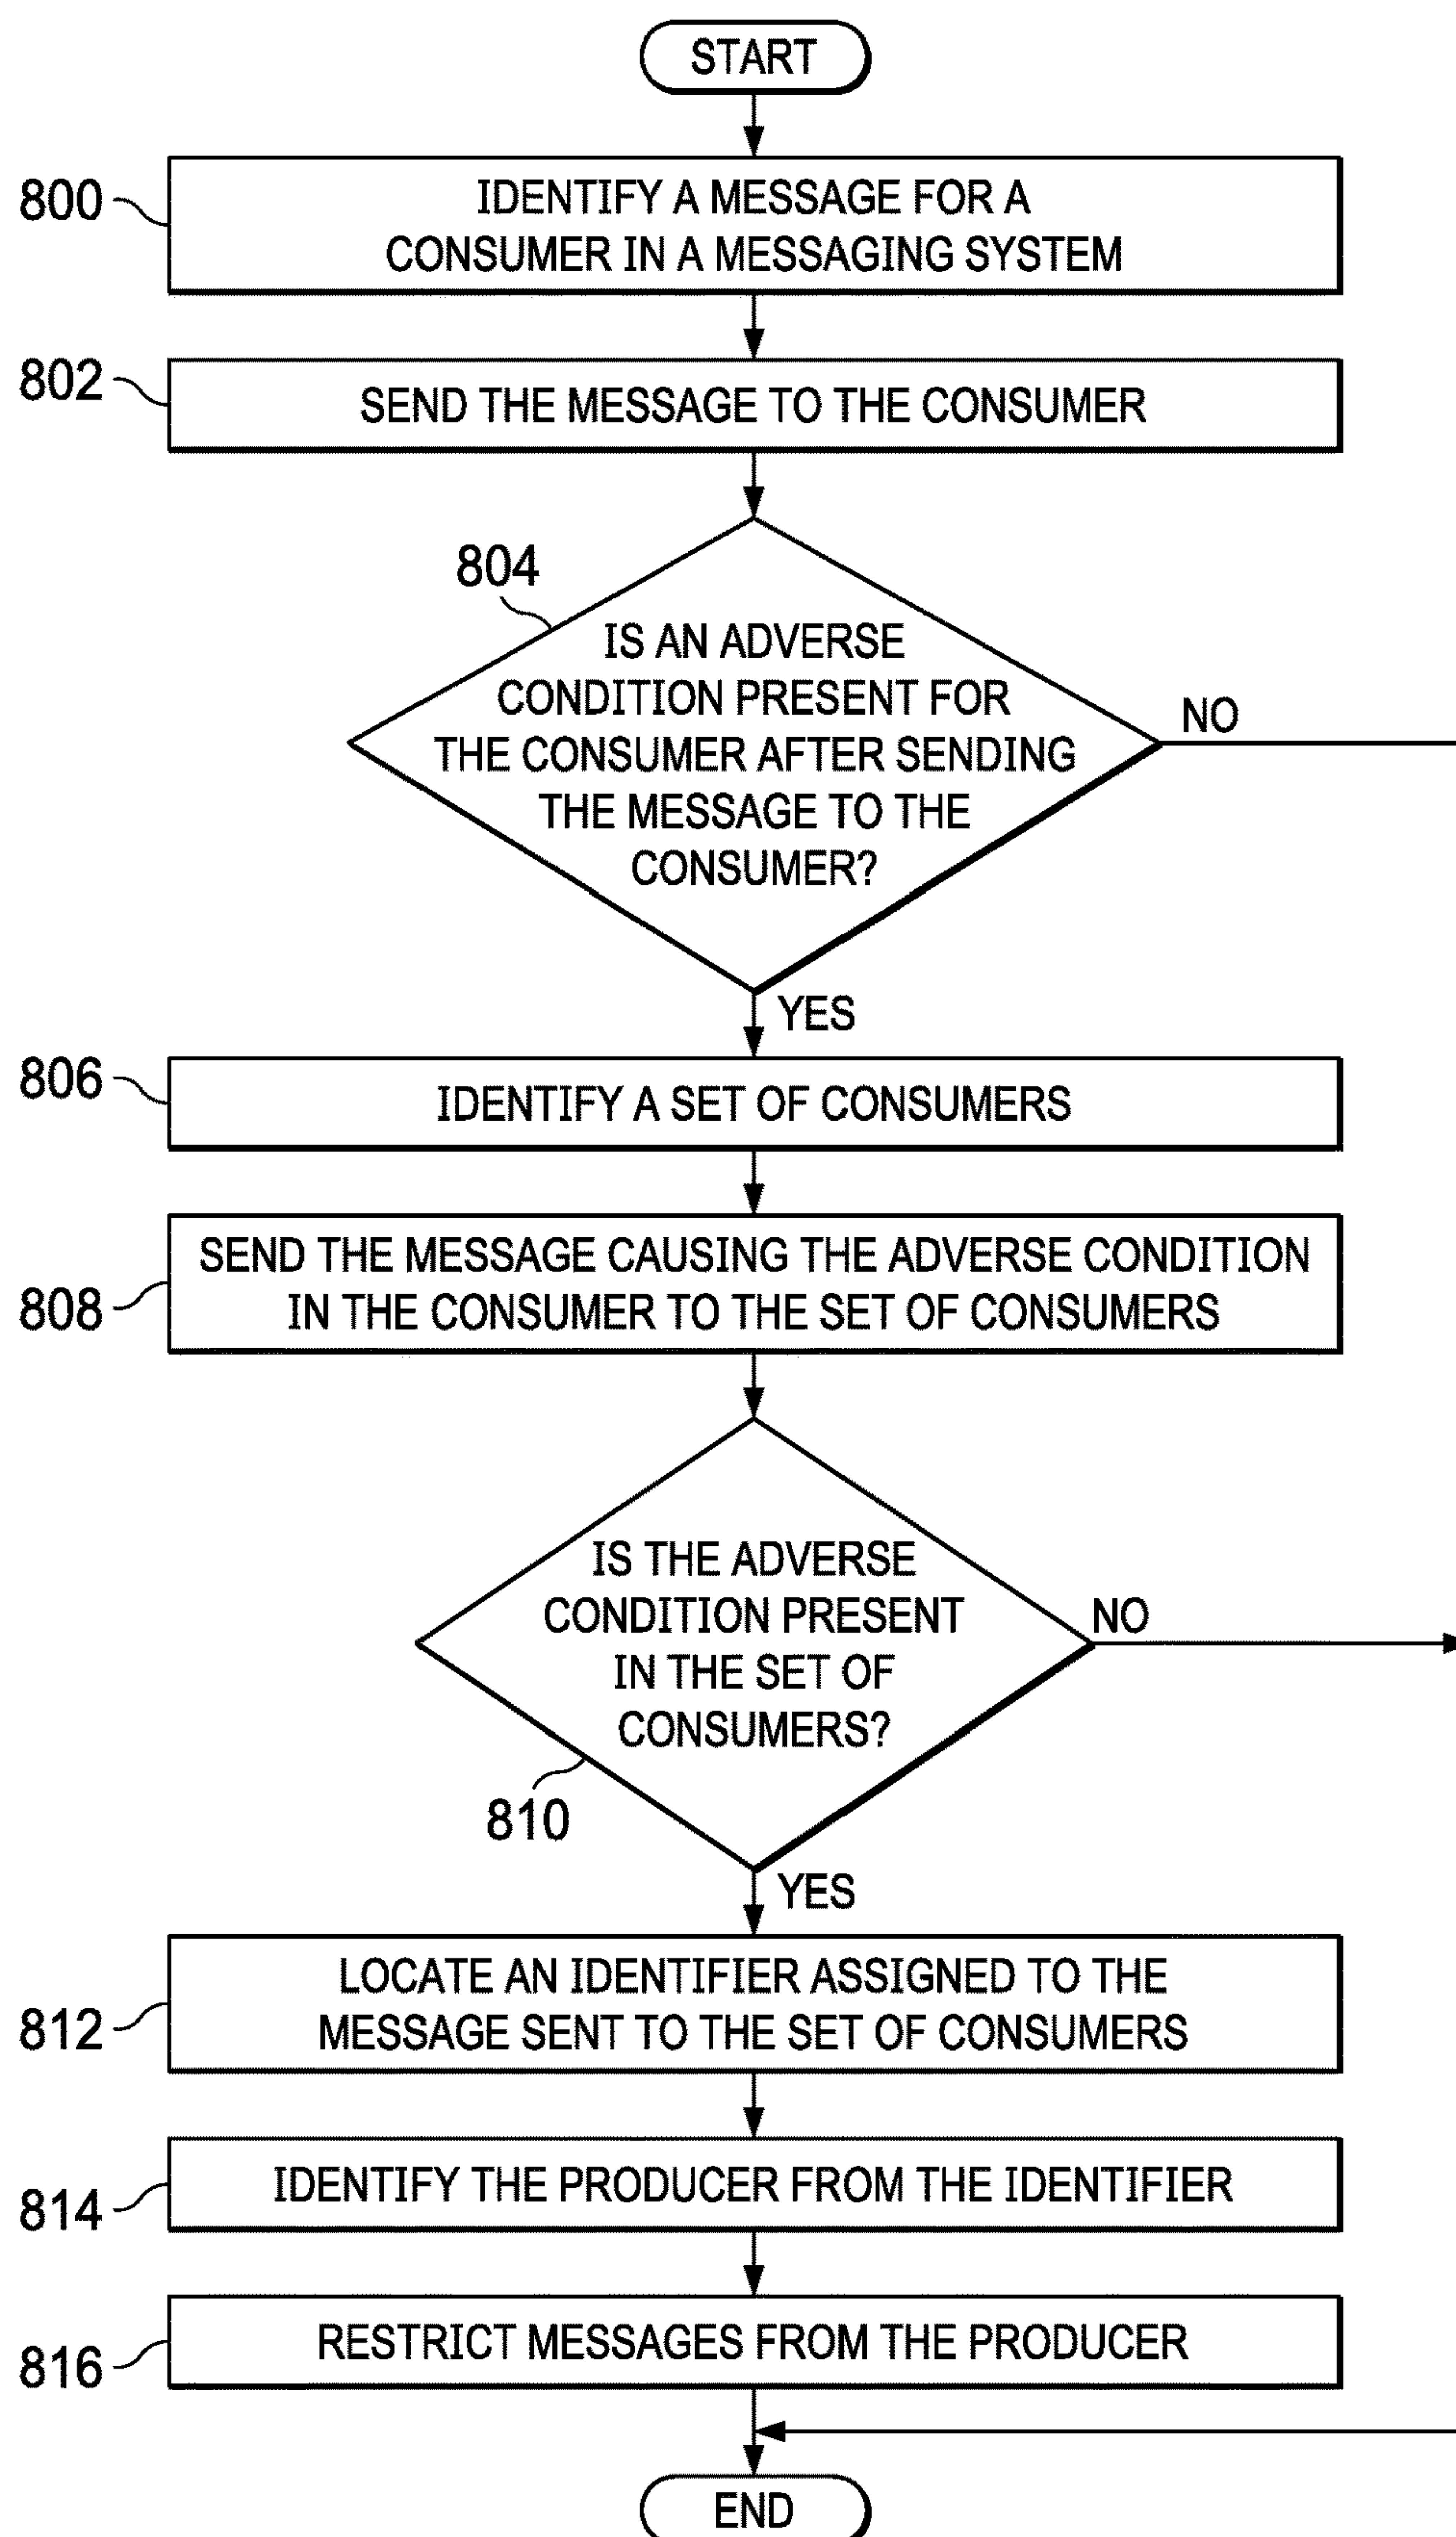 START
800
IDENTIFY A MESSAGE FOR A
CONSUMER IN A MESSAGING SYSTEM
802
SEND THE MESSAGE TO THE CONSUMER
804
IS AN ADVERSE
CONDITION PRESENT FOR
THE CONSUMER AFTER SENDING
THE MESSAGE TO THE
CONSUMER?
NO
YES
806
IDENTIFY A SET OF CONSUMERS
808
SEND THE MESSAGE CAUSING THE ADVERSE CONDITION
IN THE CONSUMER TO THE SET OF CONSUMERS
IS THE ADVERSE
CONDITION PRESENT
IN THE SET OF
CONSUMERS?
NO
810
YES
812
LOCATE AN IDENTIFIER ASSIGNED TO THE
MESSAGE SENT TO THE SET OF CONSUMERS
814
IDENTIFY THE PRODUCER FROM THE IDENTIFIER
816
RESTRICT MESSAGES FROM THE PRODUCER
END